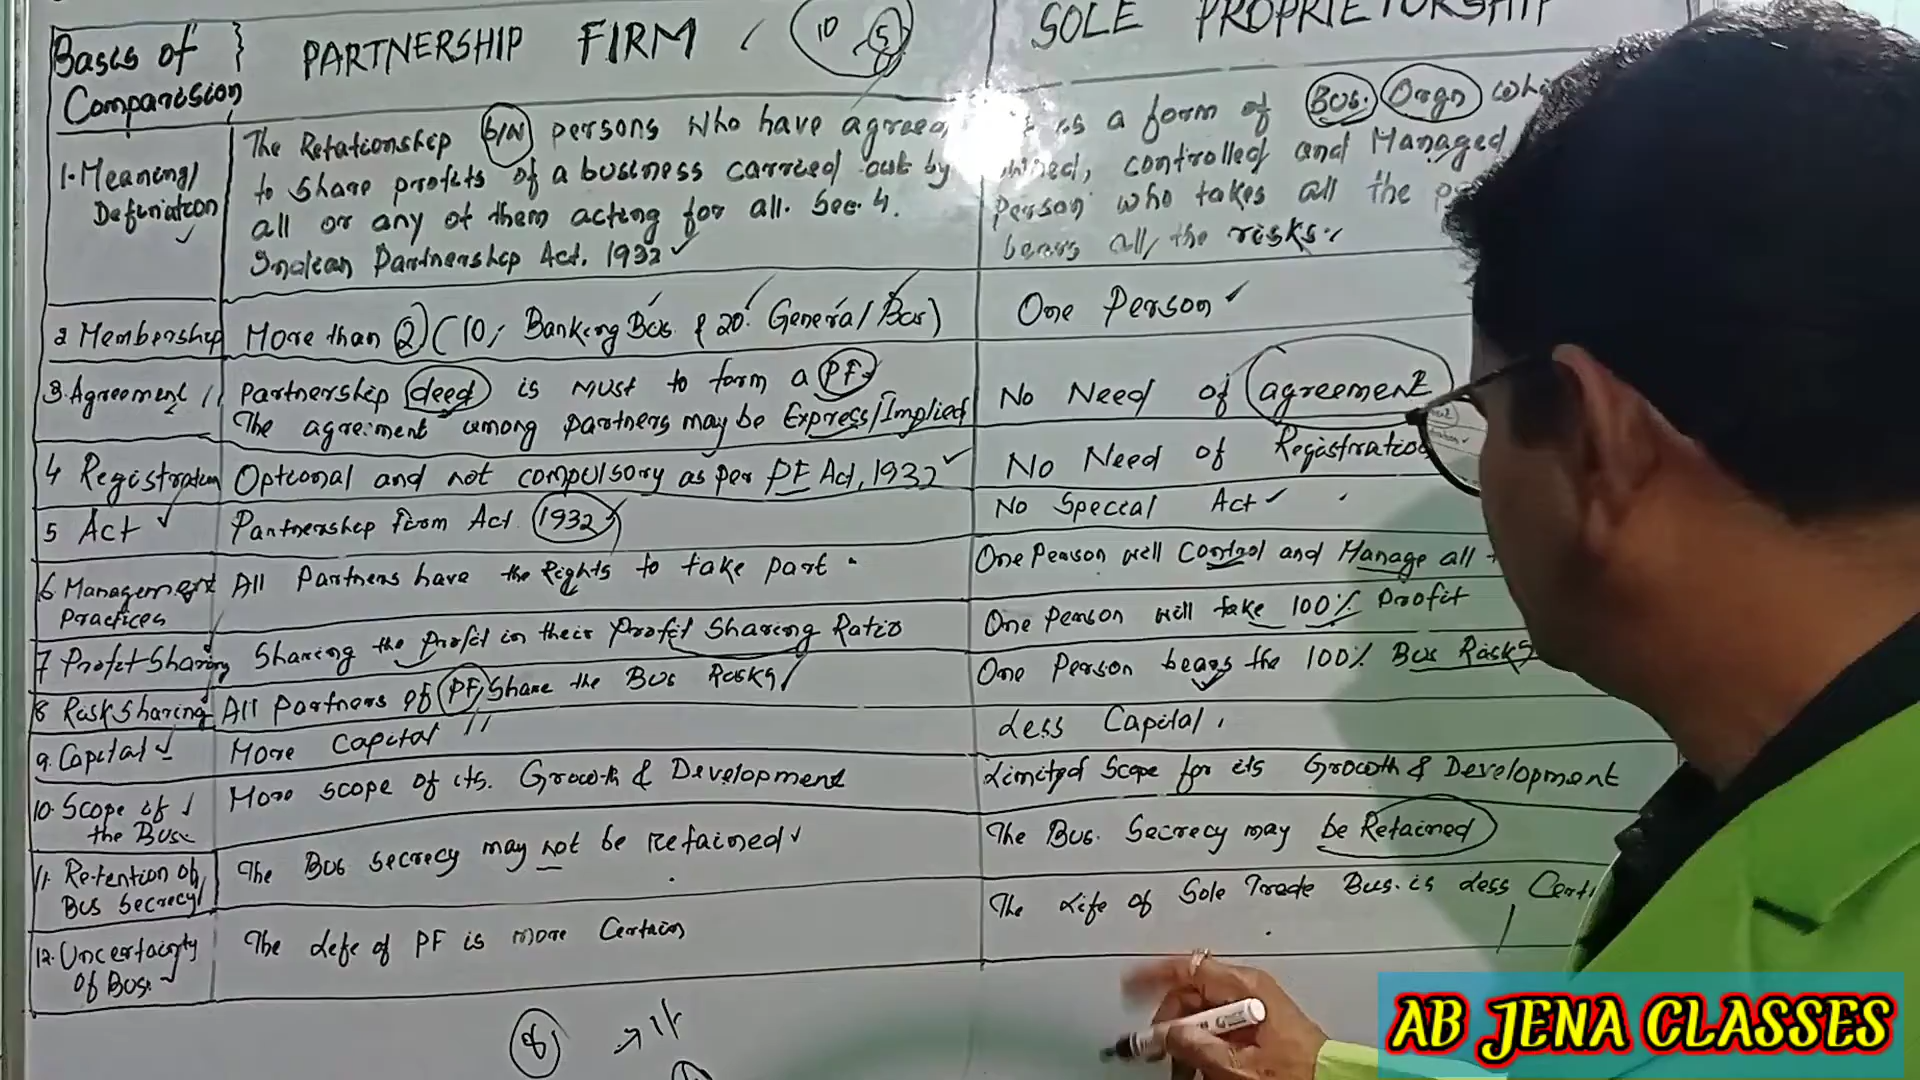 Basis of Comparision
PARTNERSHIP FIRM
10 5
SOLE PROPRIETORSHIP
1. Meaning/ Definiation
The Relationship b/N persons who have agreed
to share profits of a business carried out by
all or any of them acting for all. Sec. 4.
Indian Partnership Act. 1932
is a form of Bus. Orgn
owned, controlled and Managed
Person who takes all the
bears all, the risks.
2 Membership
More than 2 (10, Banking Bus & 20. General Bus)
One Person
3. Agreement
Partnership deed is must to form a PF
The agreiment among partners may be Express/Implied
No Need of agreement
4 Registration
Optional and not compulsory as per PF Act, 1932
No Need of Registration
5 Act
Partnership Firm Act 1932
No Special Act
6 Management Practices
All Partners have the Rights to take part
One Person will Control and Manage all
7 Profit Sharing
Sharing the Profit in their Profit Sharing Ratio
One Person will take 100% Profit
8 Risk Sharing
All Partners of PF, Share the Bus Risks
One Person bears the 100% Bus Risks
9. Capital
More Capital
Less Capital
10. Scope of the Bus.
More scope of its. Growth & Development
Limited Scope for its Growth & Development
11. Retention of Bus Secrecy
The Bus secrecy may not be retained
The Bus. Secrecy may be Retained
12. Uncertainty of Bus.
The Life of PF is more Certain
The Life of Sole Trade Bus. is Less
AB JENA CLASSES